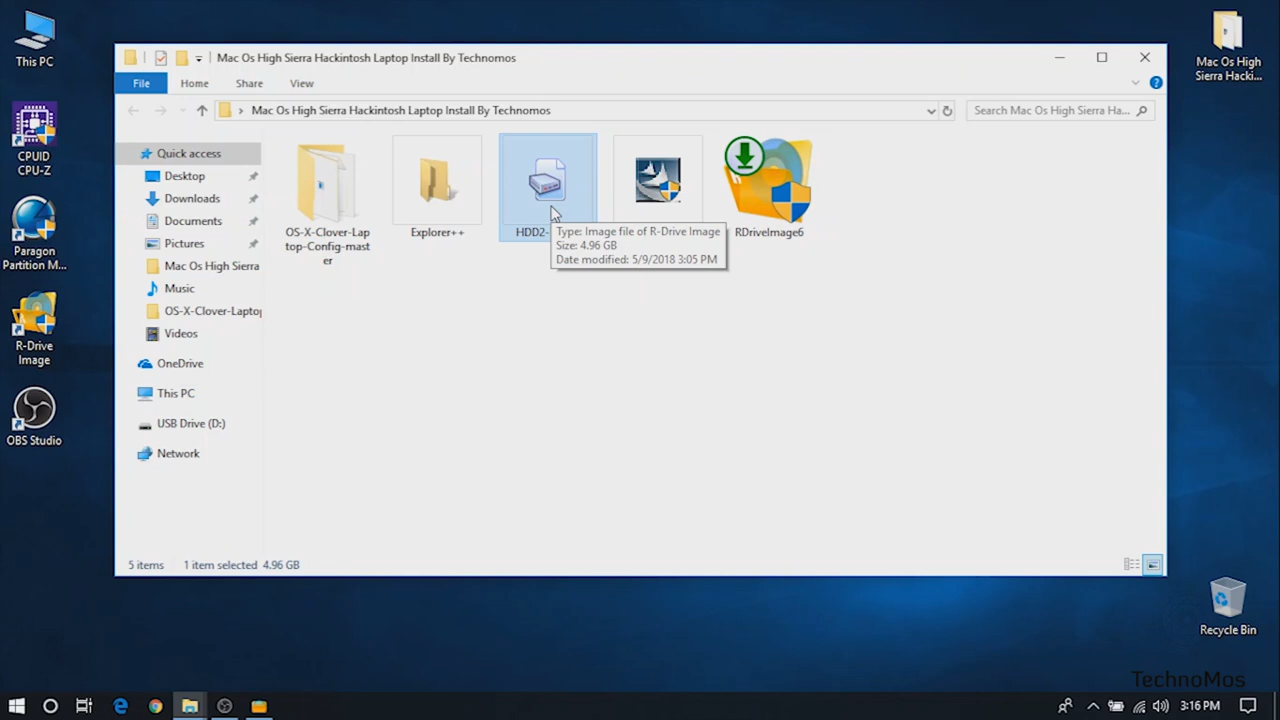 This PC
CPUID
CPU-Z
Paragon
Partition M...
R-Drive
Image
OBS Studio
Mac Os High Sierra Hackintosh Laptop Install By Technomos
File
Home
Share
View
Mac Os High Sierra Hackintosh Laptop Install By Technomos
Search Mac Os High Sierra Ha...
Quick access
Desktop
Downloads
Documents
Pictures
Mac Os High Sierra
Music
OS-X-Clover-Laptop
Videos
OneDrive
This PC
USB Drive (D:)
Network
OS-X-Clover-Lap
top-Config-mast
er
Explorer++
HDD2-
Type: Image file of R-Drive Image
Size: 4.96 GB
Date modified: 5/9/2018 3:05 PM
RDriveImage6
5 items
1 item selected 4.96 GB
Mac Os High
Sierra Hacki...
Recycle Bin
TechnoMos
3:16 PM